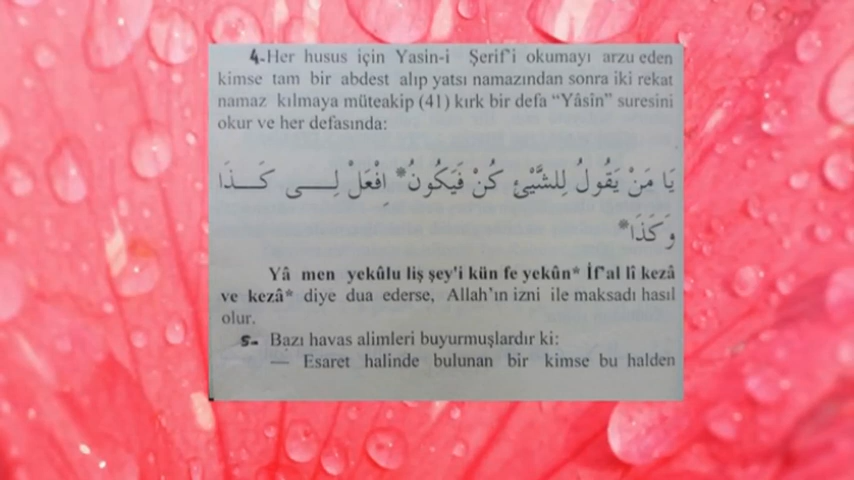 4-Her husus için Yasin-i Şerif'i okumayı arzu eden
kimse tam bir abdest alıp yatsı namazından sonra iki rekat
namaz kılmaya müteakip (41) kırk bir defa “Yâsîn” suresini
okur ve her defasında:
يَا مَنْ يَقُولُ لِلشَّيْئِ كُنْ فَيَكُونُ* اِفْعَلْ لِــــى كَـــذَا
وَكَذَا*
Yâ men yekûlu liş şey'i kün fe yekûn* İf'al lî kezâ
ve kezâ* diye dua ederse, Allah’ın izni ile maksadı hasıl
olur.
5- Bazı havas alimleri buyurmuşlardır ki:
— Esaret halinde bulunan bir kimse bu halden